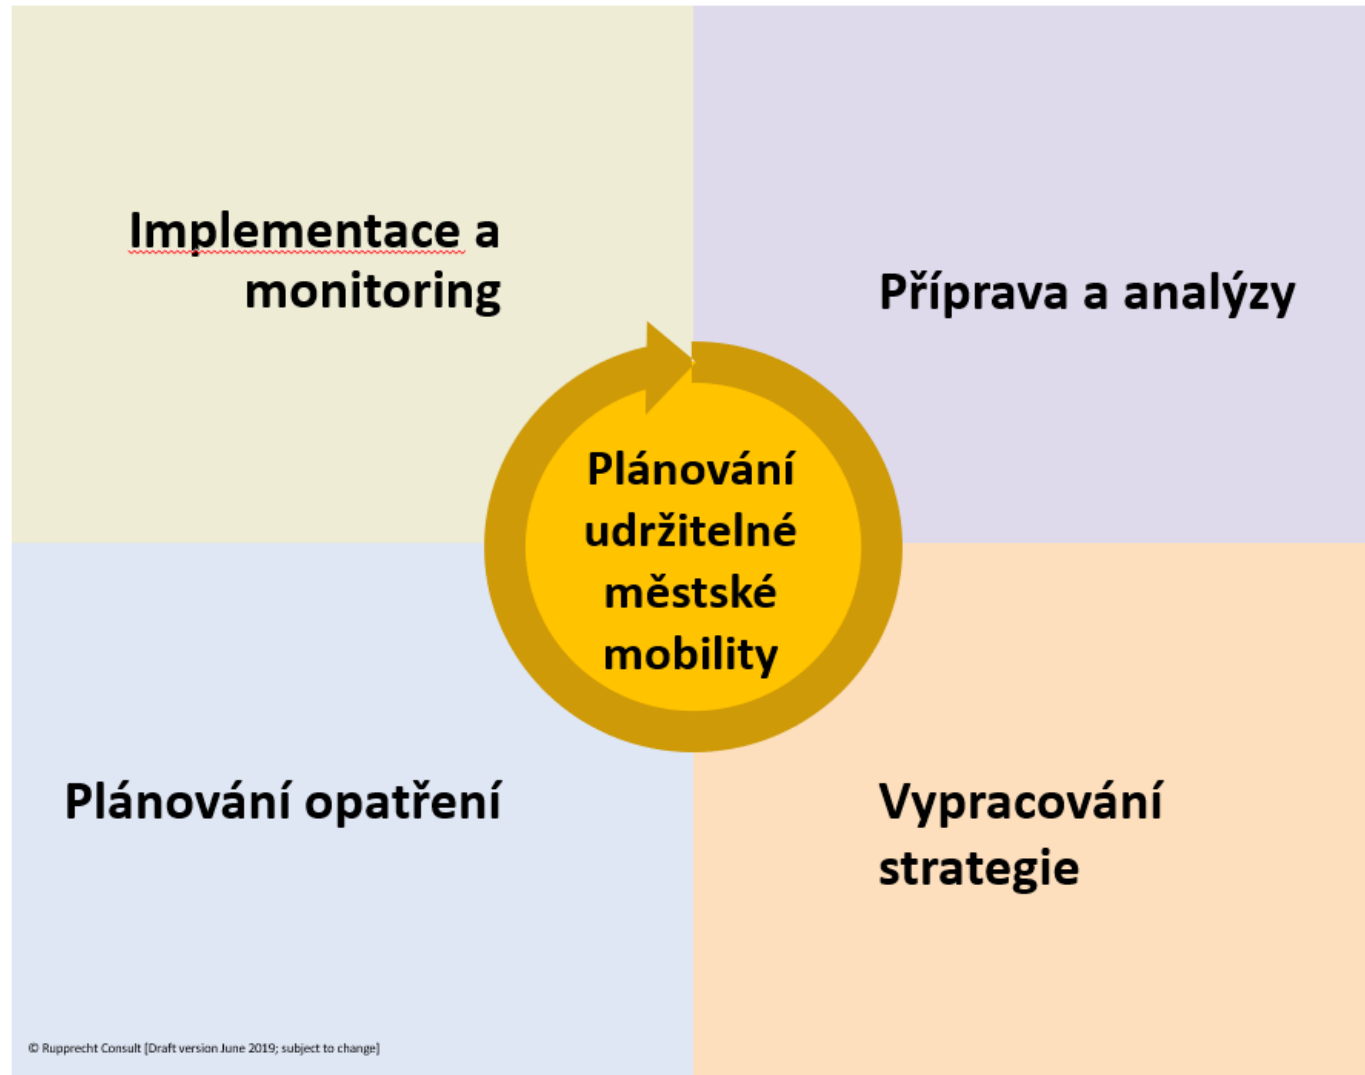 Implementace a
monitoring
Příprava a analýzy
Plánování
udržitelné
městské
mobility
Plánování opatření
Vypracování
strategie
© Rupprecht Consult [Draft version June 2019; subject to change]